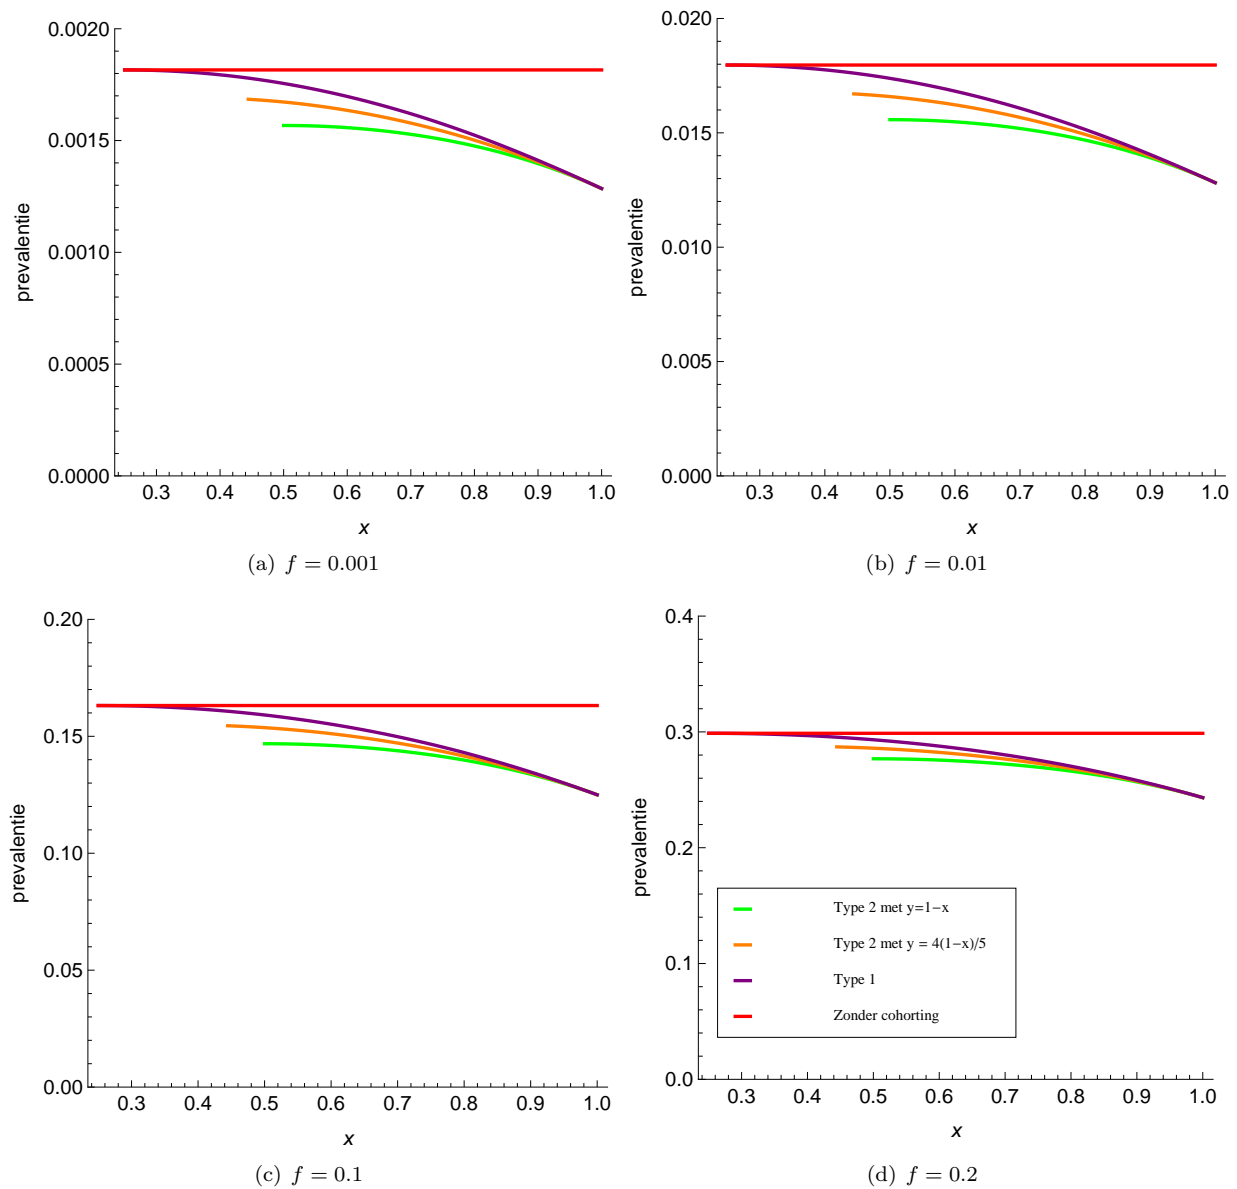 0.0020
0.0015
0.0010
0.0005
0.0000
prevalentie
0.3 0.4 0.5 0.6 0.7 0.8 0.9 1.0
x
(a) f = 0.001
0.020
0.015
0.010
0.005
0.000
prevalentie
0.3 0.4 0.5 0.6 0.7 0.8 0.9 1.0
x
(b) f = 0.01
0.20
0.15
0.10
0.05
0.00
prevalentie
0.3 0.4 0.5 0.6 0.7 0.8 0.9 1.0
x
(c) f = 0.1
0.4
0.3
0.2
0.1
0.0
prevalentie
Type 2 met y=1−x
Type 2 met y = 4(1−x)/5
Type 1
Zonder cohorting
0.3 0.4 0.5 0.6 0.7 0.8 0.9 1.0
x
(d) f = 0.2